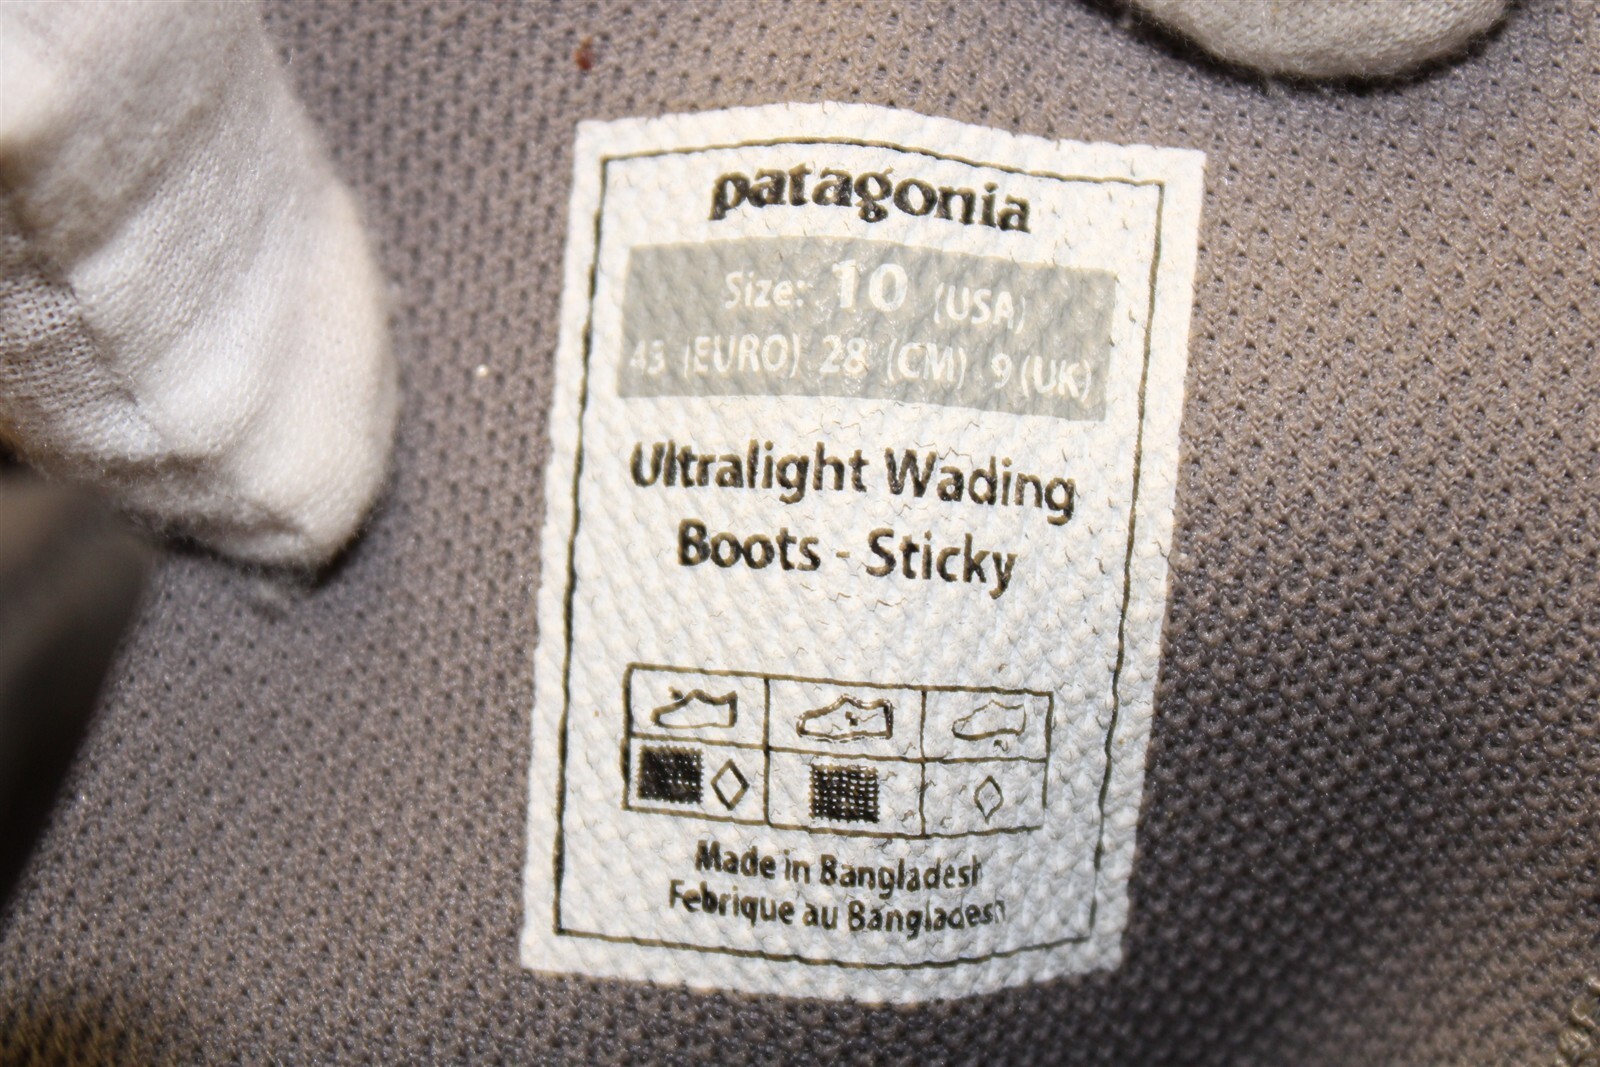 patagonia
Size: 10 (USA)
43 (EURO) 28 (CM) 9 (UK)
Ultralight Wading
Boots - Sticky
Made in Bangladesh
Febrique au Bangladesh